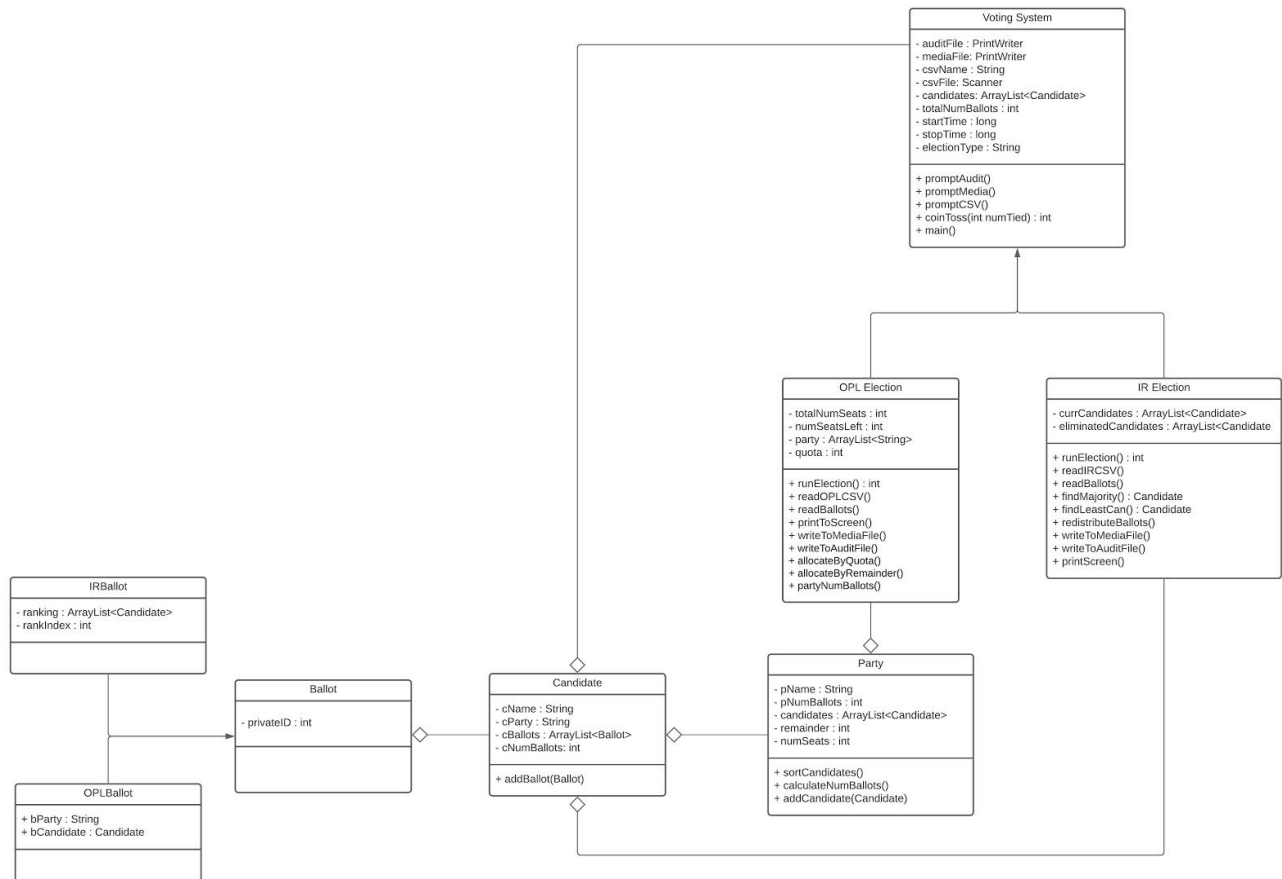 Voting System
- auditFile : PrintWriter
- mediaFile: PrintWriter
- csvName : String
- csvFile: Scanner
- candidates: ArrayList<Candidate>
- totalNumBallots : int
- startTime : long
- stopTime : long
- electionType : String
+ promptAudit()
+ promptMedia()
+ promptCSV()
+ coinToss(int numTied) : int
+ main()
OPL Election
- totalNumSeats : int
- numSeatsLeft : int
- party : ArrayList<String>
- quota : int
+ runElection() : int
+ readOPLCSV()
+ readBallots()
+ printToScreen()
+ writeToMediaFile()
+ writeToAuditFile()
+ allocateByQuota()
+ allocateByRemainder()
+ partyNumBallots()
IR Election
- currCandidates : ArrayList<Candidate>
- eliminatedCandidates : ArrayList<Candidate
+ runElection() : int
+ readIRCSV()
+ readBallots()
+ findMajority() : Candidate
+ findLeastCan() : Candidate
+ redistributeBallots()
+ writeToMediaFile()
+ writeToAuditFile()
+ printScreen()
IRBallot
- ranking : ArrayList<Candidate>
- rankIndex : int
Ballot
- privateID : int
Candidate
- cName : String
- cParty : String
- cBallots : ArrayList<Ballot>
- cNumBallots: int
+ addBallot(Ballot)
Party
- pName : String
- pNumBallots : int
- candidates : ArrayList<Candidate>
- remainder : int
- numSeats : int
+ sortCandidates()
+ calculateNumBallots()
+ addCandidate(Candidate)
OPLBallot
+ bParty : String
+ bCandidate : Candidate